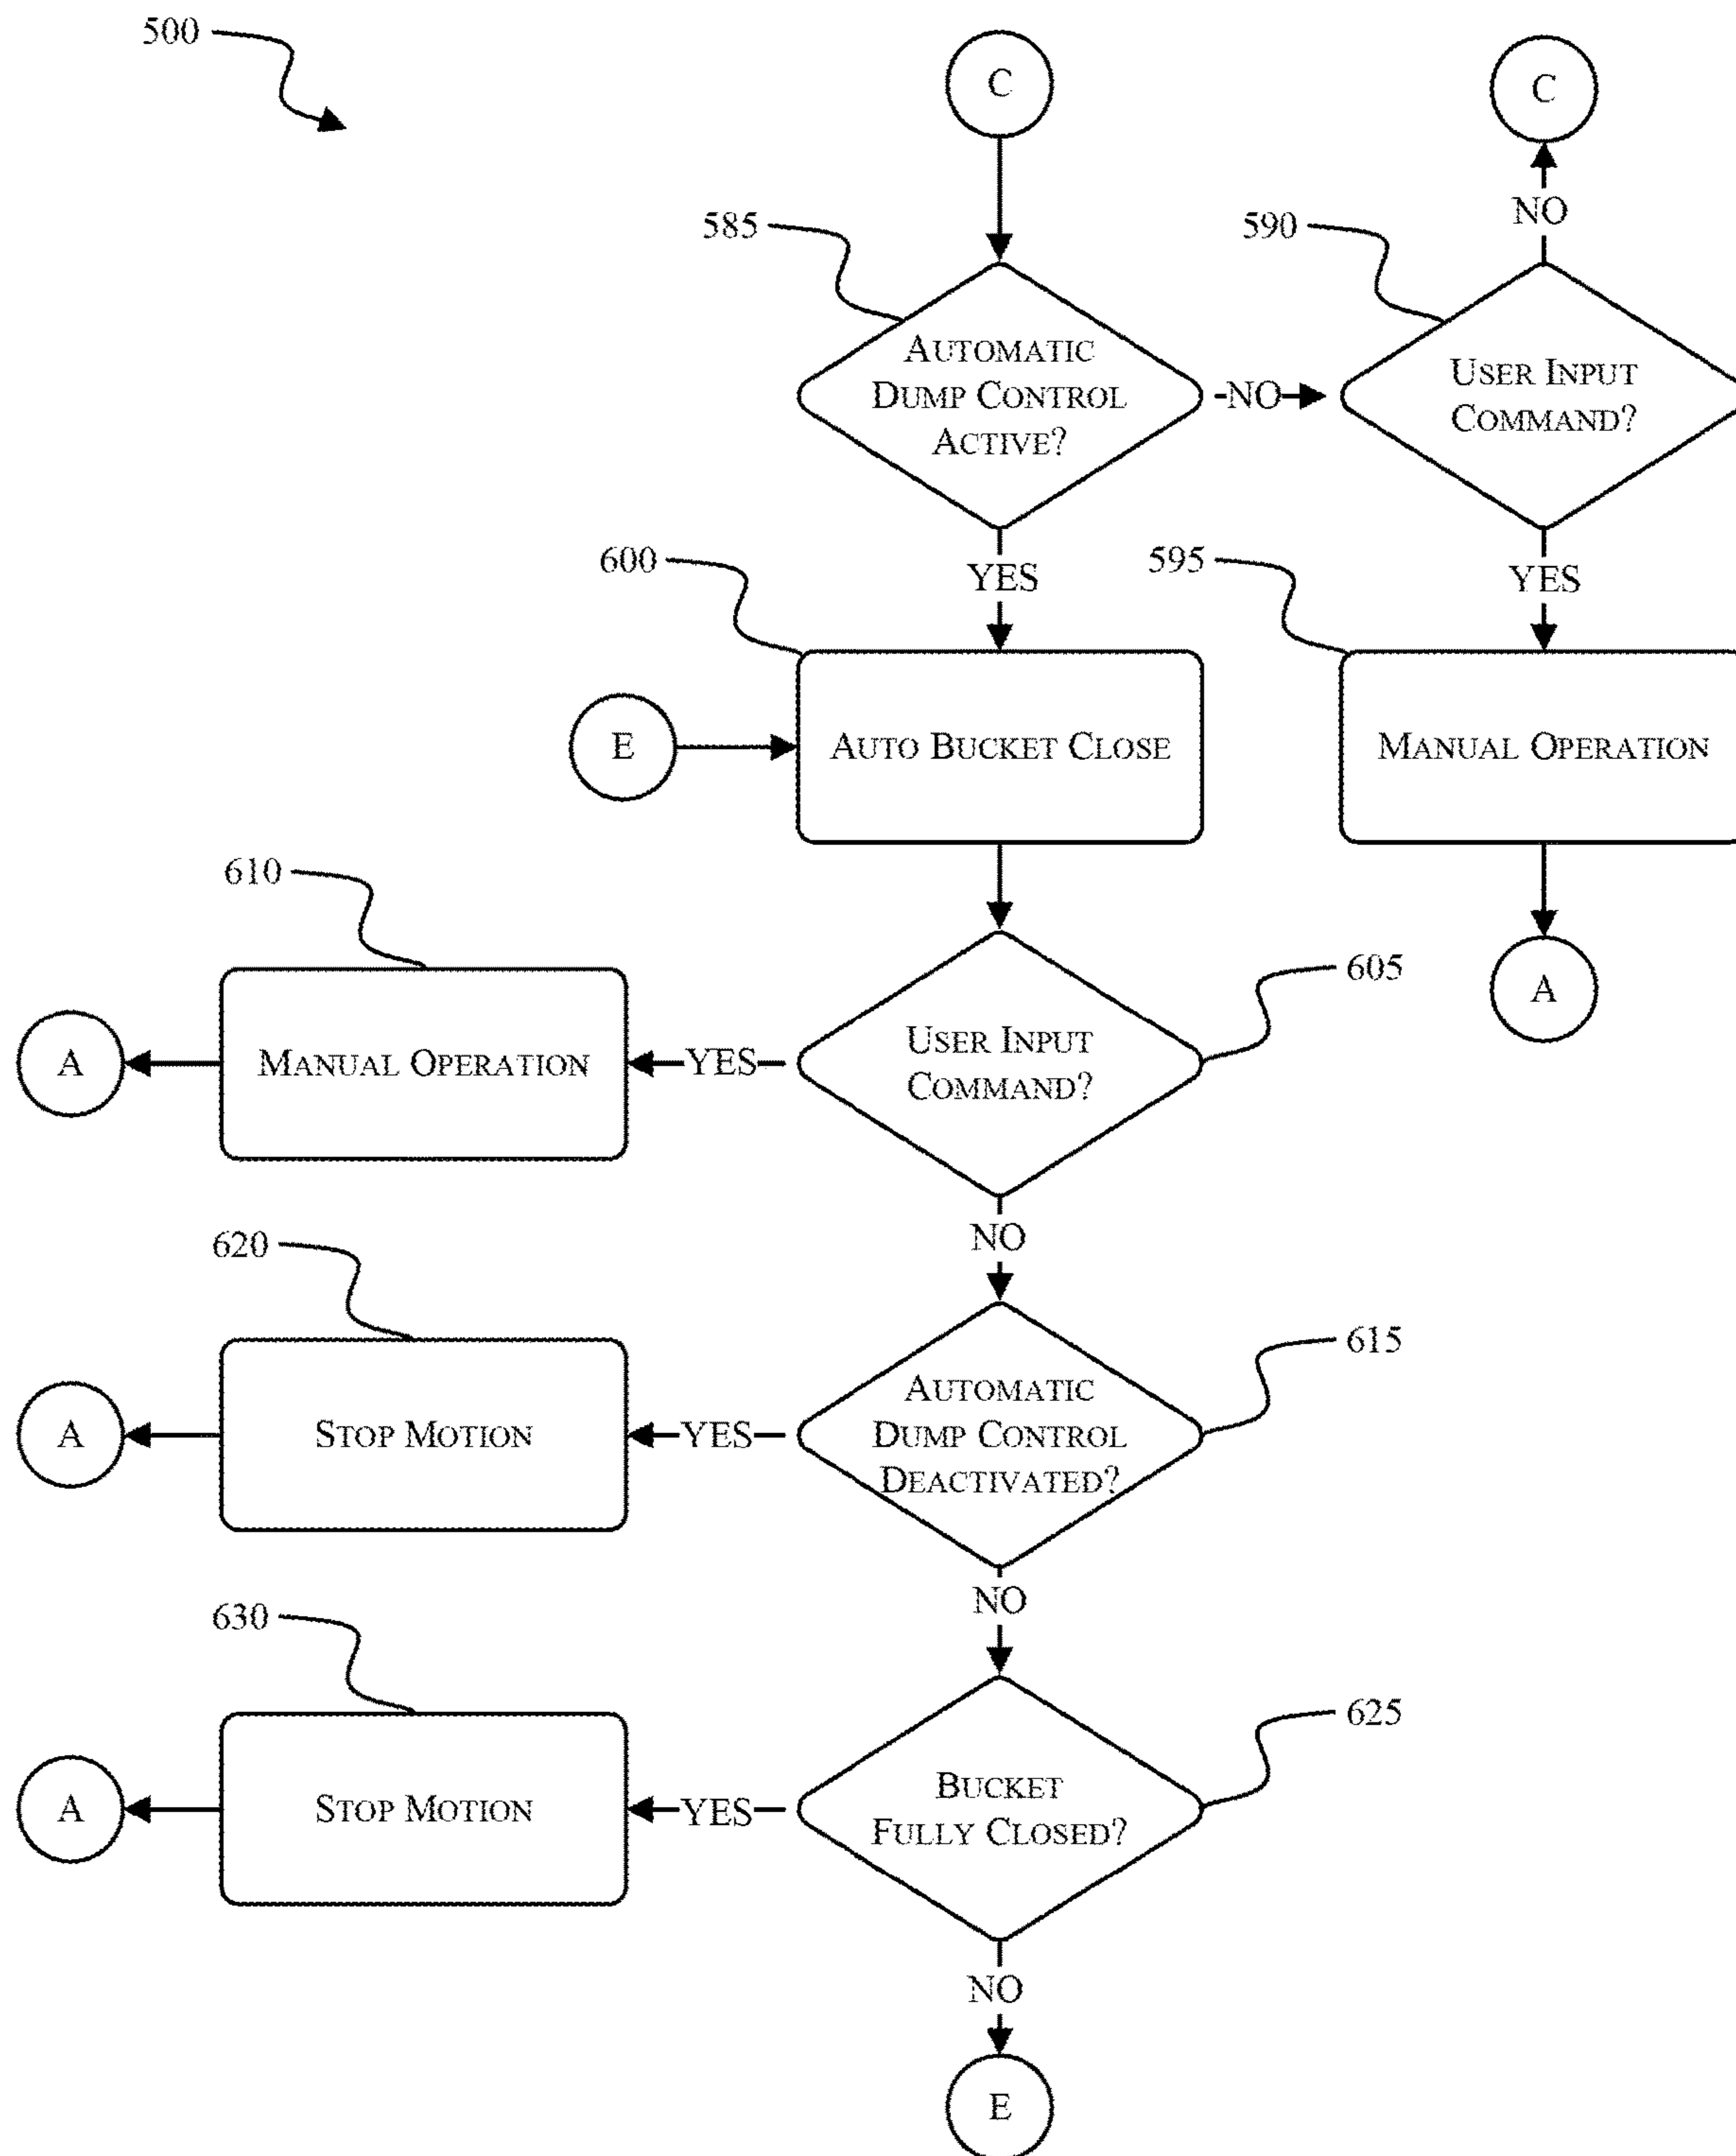 500
C
C
NO
585
590
AUTOMATIC
DUMP CONTROL
ACTIVE?
NO
USER INPUT
COMMAND?
YES
YES
600
595
E
AUTO BUCKET CLOSE
MANUAL OPERATION
610
605
A
A
MANUAL OPERATION
YES
USER INPUT
COMMAND?
NO
620
615
A
STOP MOTION
YES
AUTOMATIC
DUMP CONTROL
DEACTIVATED?
NO
630
625
A
STOP MOTION
YES
BUCKET
FULLY CLOSED?
NO
E